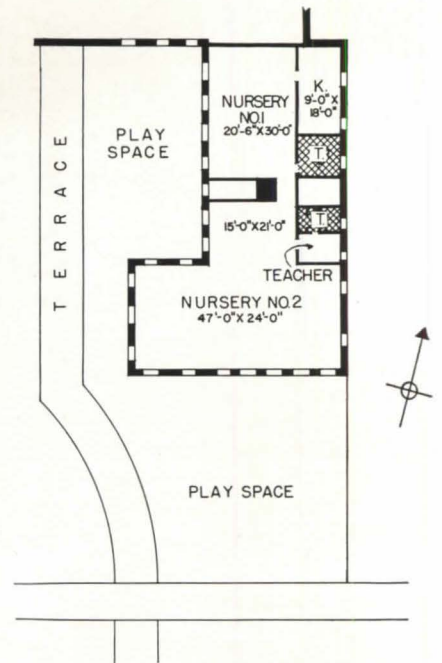 TERRACE
PLAY
SPACE
NURSERY
NO.1
20'-6"X30'-0"
K.
9'-0"X
18'-0"
T.
T.
15'-0"X21'-0"
TEACHER
NURSERY NO.2
47'-0"X24'-0"
PLAY SPACE